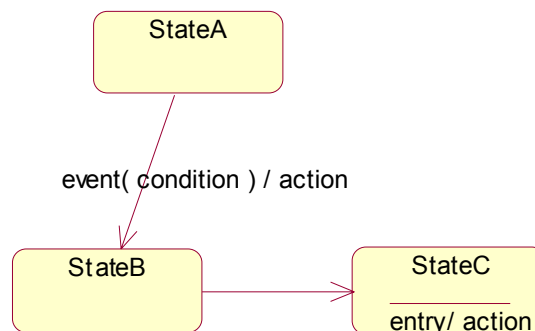 StateA
event( condition ) / action
StateB
StateC
entry/ action